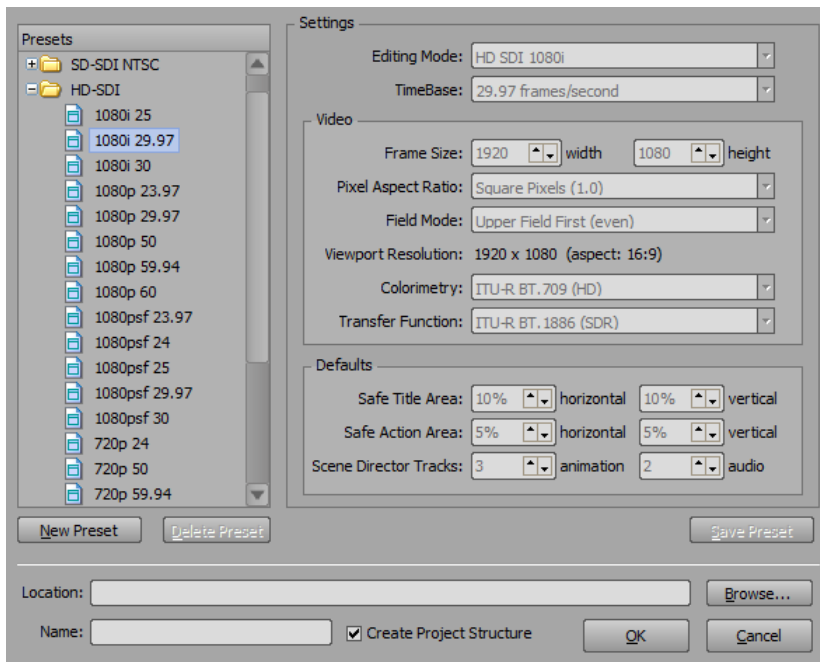 Presets
SD-SDI NTSC
HD-SDI
1080i 25
1080i 29.97
1080i 30
1080p 23.97
1080p 29.97
1080p 50
1080p 59.94
1080p 60
1080psf 23.97
1080psf 24
1080psf 25
1080psf 29.97
1080psf 30
720p 24
720p 50
720p 59.94
New Preset Delete Preset
Settings
Editing Mode: HD SDI 1080i
TimeBase: 29.97 frames/second
Video
Frame Size: 1920 width 1080 height
Pixel Aspect Ratio: Square Pixels (1.0)
Field Mode: Upper Field First (even)
Viewport Resolution: 1920 x 1080 (aspect: 16:9)
Colorimetry: ITU-R BT.709 (HD)
Transfer Function: ITU-R BT.1886 (SDR)
Defaults
Safe Title Area: 10% horizontal 10% vertical
Safe Action Area: 5% horizontal 5% vertical
Scene Director Tracks: 3 animation 2 audio
Save Preset
Location: Browse...
Name: Create Project Structure OK Cancel